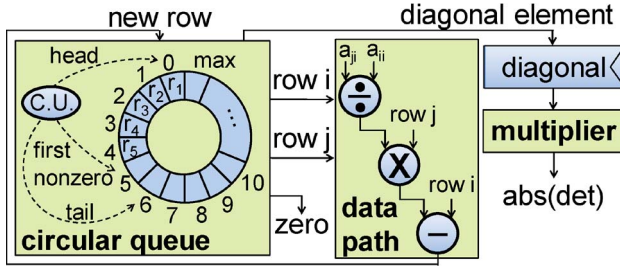 new row
diagonal element
head
0
max
1
C.U.
2
r1
r2
r3
3
r4
4
r5
...
first
nonzero
5
tail
6
7
8
9
10
circular queue
row i
row j
zero
aji
aii
÷
row j
X
row i
−
data
path
diagonal
multiplier
abs(det)